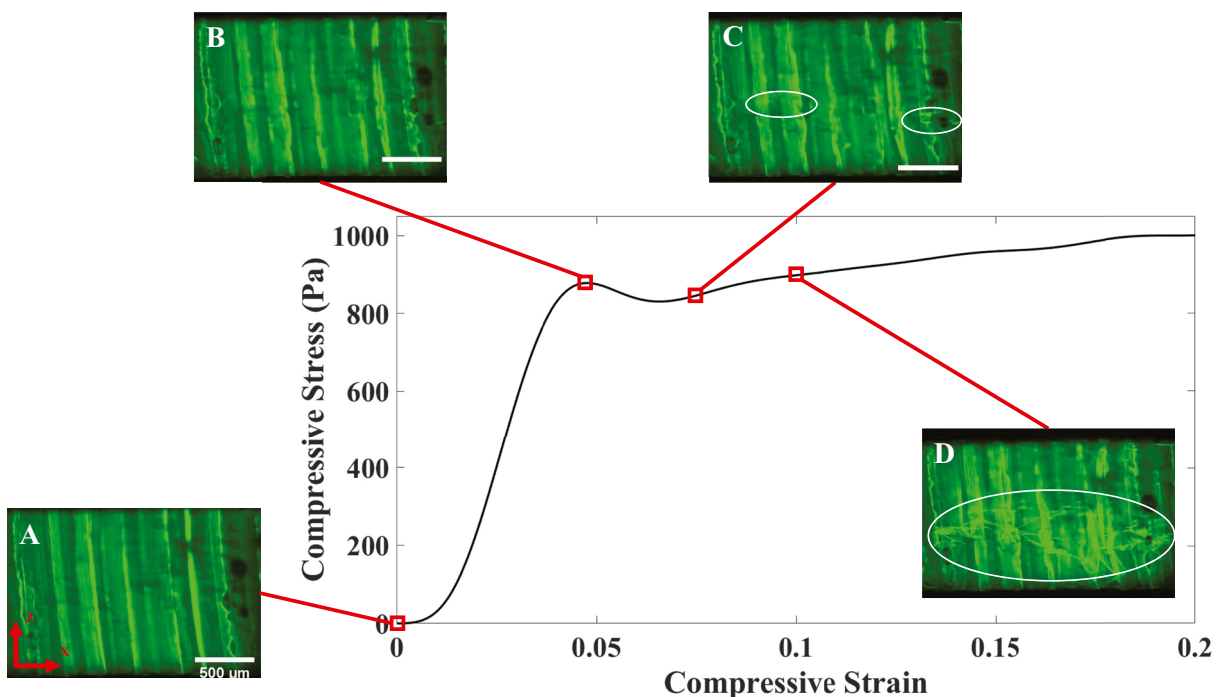 B
C
1000
800
600
400
200
0
Compressive Stress (Pa)
A
z
x
500 µm
D
0
0.05
0.1
0.15
0.2
Compressive Strain